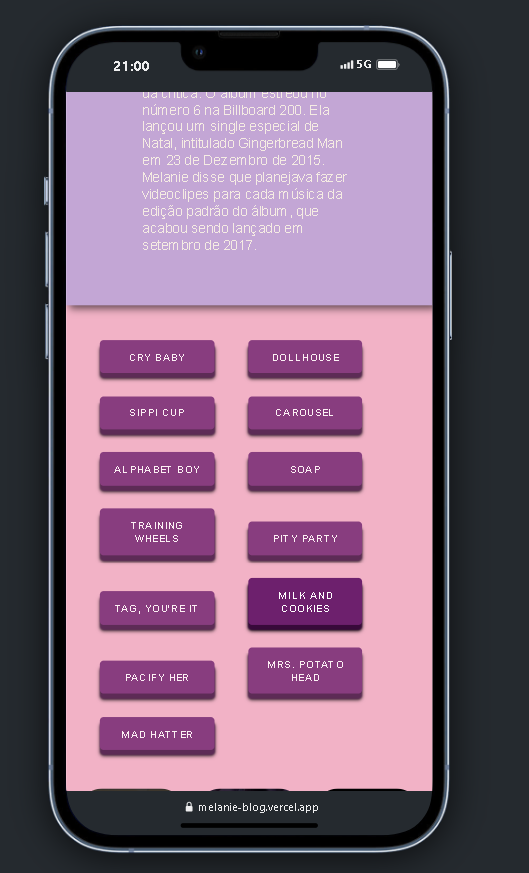 21:00
5G
da crítica. O álbum estreou no
número 6 na Billboard 200. Ela
lançou um single especial de
Natal, intitulado Gingerbread Man
em 23 de Dezembro de 2015.
Melanie disse que planejava fazer
videoclipes para cada música da
edição padrão do álbum, que
acabou sendo lançado em
setembro de 2017.
CRY BABY
DOLLHOUSE
SIPPI CUP
CAROUSEL
ALPHABET BOY
SOAP
TRAINING
WHEELS
PITY PARTY
TAG, YOU'RE IT
MILK AND
COOKIES
PACIFY HER
MRS. POTATO
HEAD
MAD HATTER
melanie-blog.vercel.app